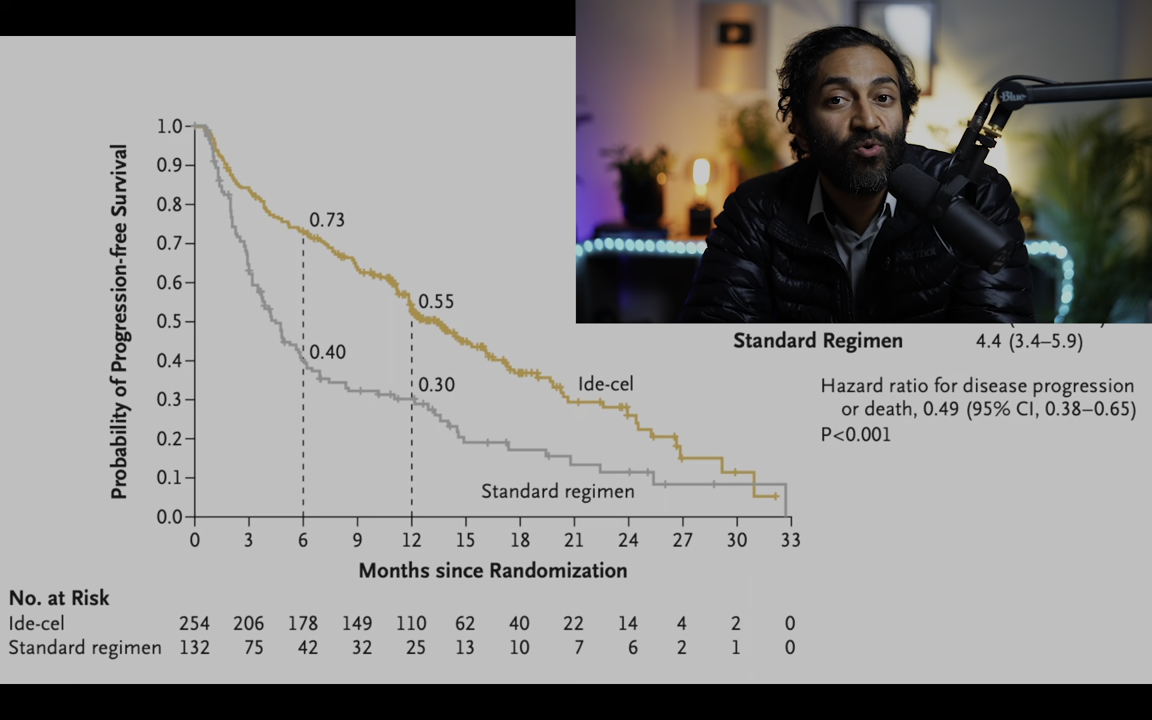 Blue
1.0
0.9
0.8
0.7
0.6
0.5
0.4
0.3
0.2
0.1
0.0
Probability of Progression-free Survival
0.73
0.55
0.40
0.30
Ide-cel
Standard regimen
0 3 6 9 12 15 18 21 24 27 30 33
Months since Randomization
Standard Regimen 4.4 (3.4–5.9)
Hazard ratio for disease progression
or death, 0.49 (95% CI, 0.38–0.65)
P<0.001
No. at Risk
Ide-cel 254 206 178 149 110 62 40 22 14 4 2 0
Standard regimen 132 75 42 32 25 13 10 7 6 2 1 0